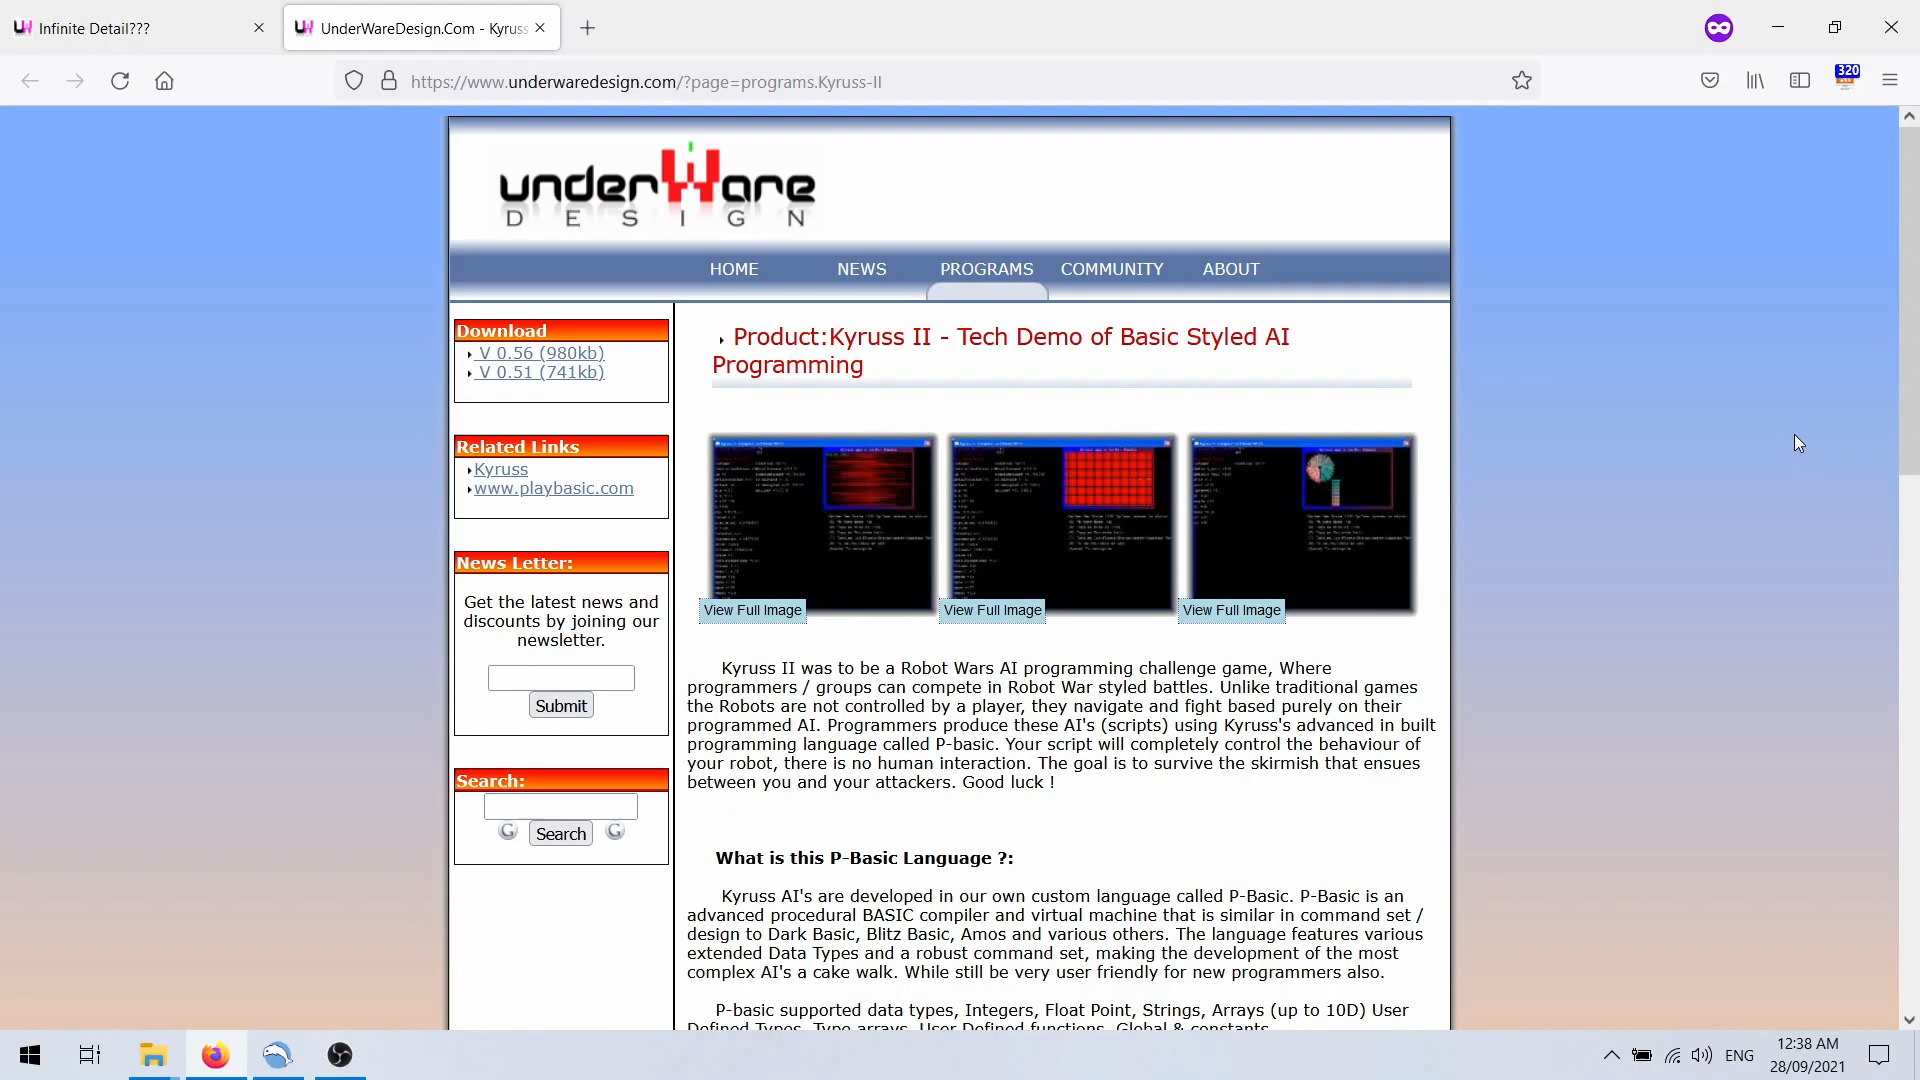 Infinite Detail???
UnderWareDesign.Com - Kyruss
https://www.underwaredesign.com/?page=programs.Kyruss-II
320
underWare
DESIGN
HOME NEWS PROGRAMS COMMUNITY ABOUT
Download
V 0.56 (980kb)
V 0.51 (741kb)
Related Links
Kyruss
www.playbasic.com
News Letter:
Get the latest news and
discounts by joining our
newsletter.
Submit
Search:
G Search G
Product:Kyruss II - Tech Demo of Basic Styled AI
Programming
View Full Image View Full Image View Full Image
Kyruss II was to be a Robot Wars AI programming challenge game, Where
programmers / groups can compete in Robot War styled battles. Unlike traditional games
the Robots are not controlled by a player, they navigate and fight based purely on their
programmed AI. Programmers produce these AI's (scripts) using Kyruss's advanced in built
programming language called P-basic. Your script will completely control the behaviour of
your robot, there is no human interaction. The goal is to survive the skirmish that ensues
between you and your attackers. Good luck !
What is this P-Basic Language ?:
Kyruss AI's are developed in our own custom language called P-Basic. P-Basic is an
advanced procedural BASIC compiler and virtual machine that is similar in command set /
design to Dark Basic, Blitz Basic, Amos and various others. The language features various
extended Data Types and a robust command set, making the development of the most
complex AI's a cake walk. While still be very user friendly for new programmers also.
P-basic supported data types, Integers, Float Point, Strings, Arrays (up to 10D) User
Defined Types, Type arrays, User Defined functions, Global & constants
ENG
12:38 AM
28/09/2021